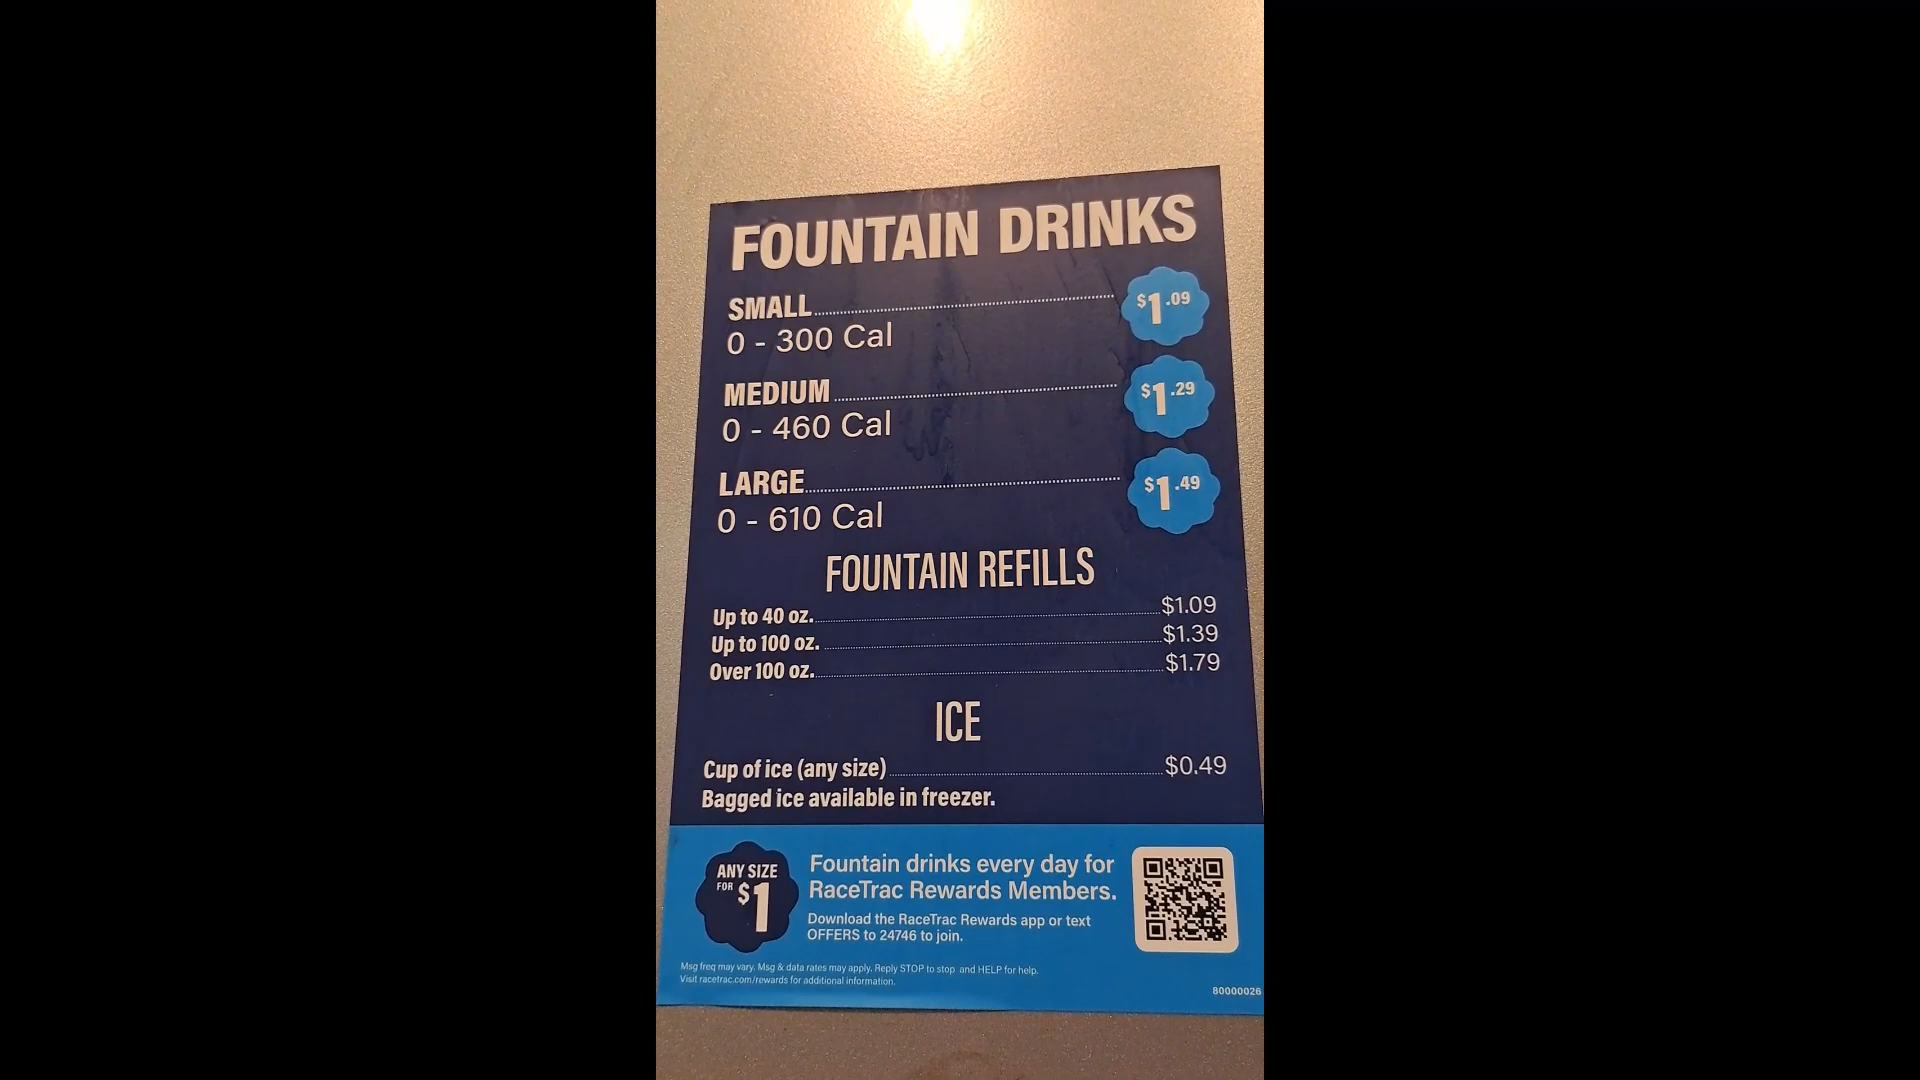 FOUNTAIN DRINKS
SMALL $1.09
0 - 300 Cal
MEDIUM $1.29
0 - 460 Cal
LARGE $1.49
0 - 610 Cal
FOUNTAIN REFILLS
Up to 40 oz. $1.09
Up to 100 oz. $1.39
Over 100 oz. $1.79
ICE
Cup of ice (any size) $0.49
Bagged ice available in freezer.
ANY SIZE
FOR $1
Fountain drinks every day for
RaceTrac Rewards Members.
Download the RaceTrac Rewards app or text
OFFERS to 24746 to join.
Msg freq may vary. Msg & data rates may apply. Reply STOP to stop and HELP for help.
Visit racetrac.com/rewards for additional information.
80000026